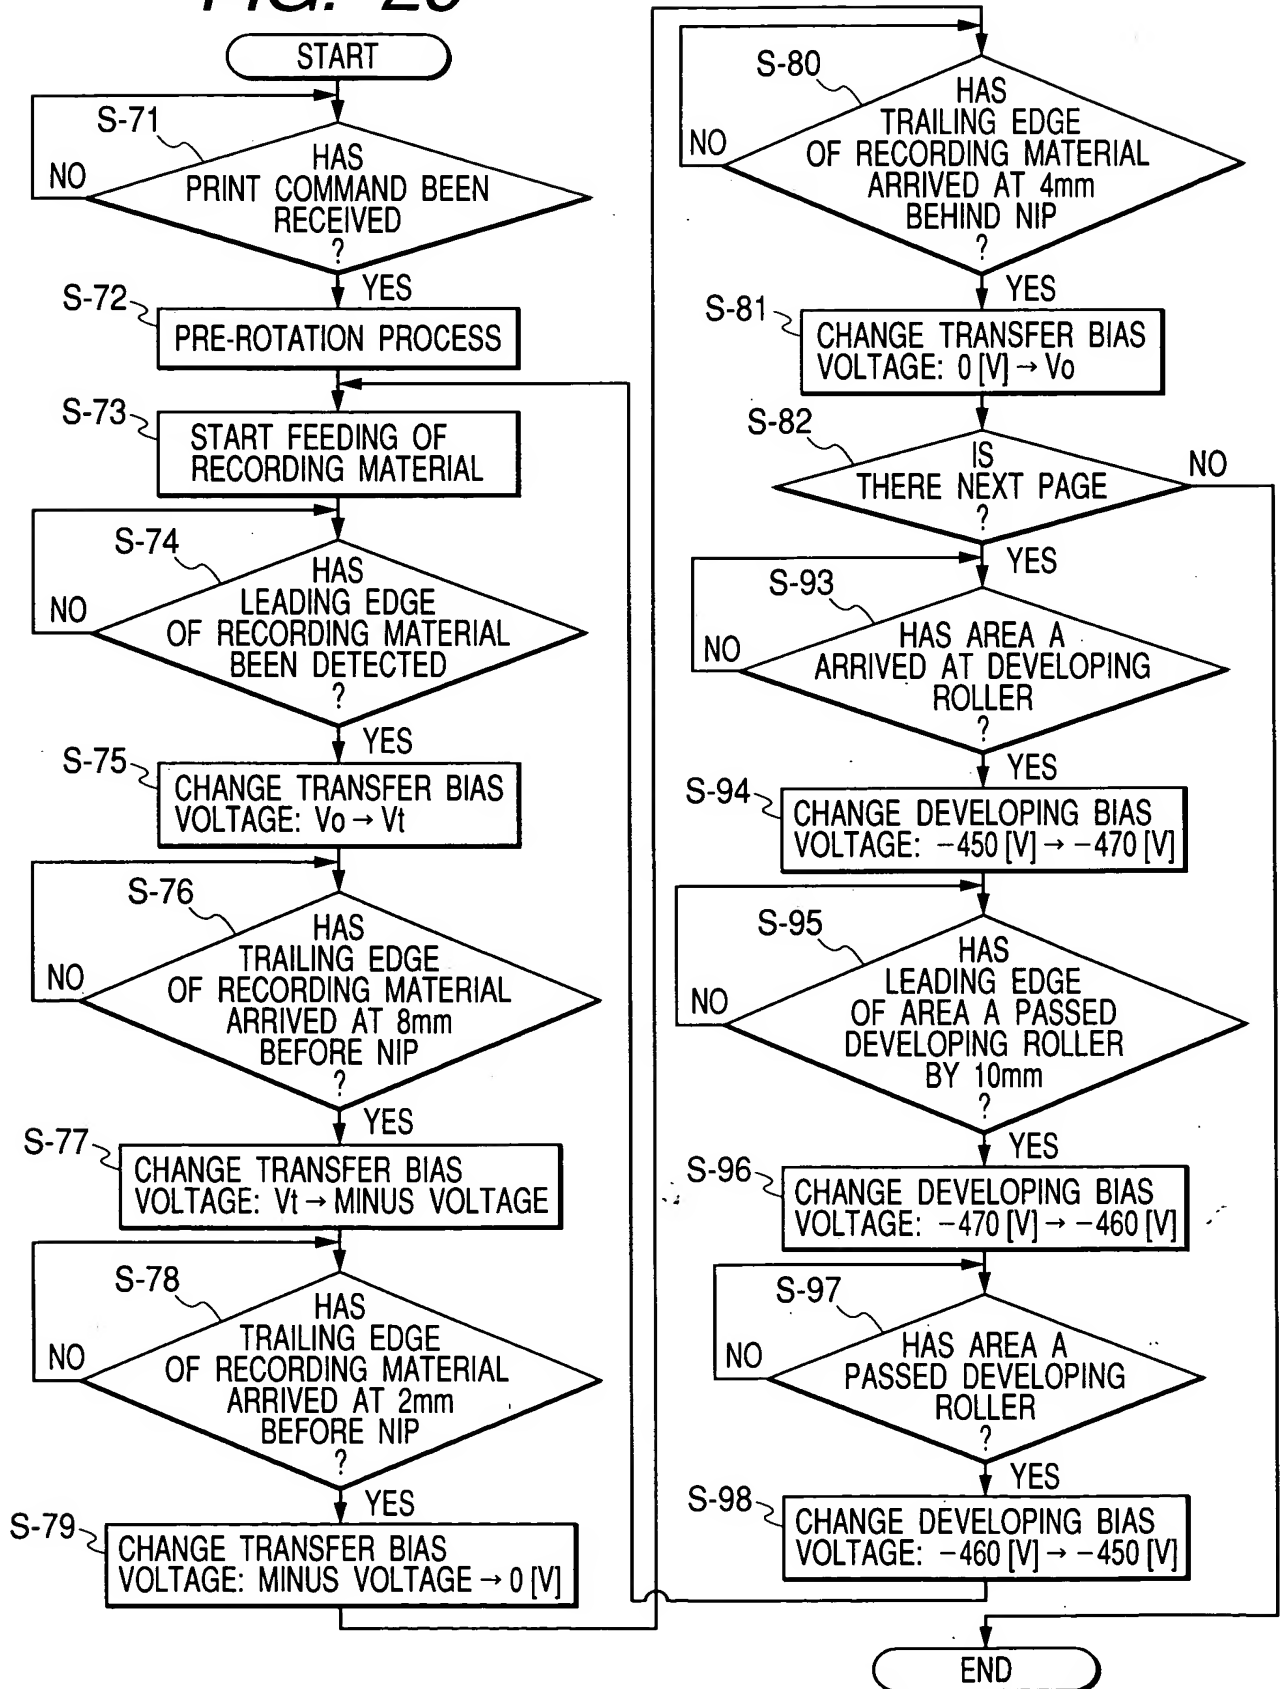 START
S-71
HAS
PRINT COMMAND BEEN
RECEIVED
?
NO
YES
S-72
PRE-ROTATION PROCESS
S-73
START FEEDING OF
RECORDING MATERIAL
S-74
HAS
LEADING EDGE
OF RECORDING MATERIAL
BEEN DETECTED
?
NO
YES
S-75
CHANGE TRANSFER BIAS
VOLTAGE: Vo → Vt
S-76
HAS
TRAILING EDGE
OF RECORDING MATERIAL
ARRIVED AT 8mm
BEFORE NIP
?
NO
YES
S-77
CHANGE TRANSFER BIAS
VOLTAGE: Vt → MINUS VOLTAGE
S-78
HAS
TRAILING EDGE
OF RECORDING MATERIAL
ARRIVED AT 2mm
BEFORE NIP
?
NO
YES
S-79
CHANGE TRANSFER BIAS
VOLTAGE: MINUS VOLTAGE → 0 [V]
S-80
HAS
TRAILING EDGE
OF RECORDING MATERIAL
ARRIVED AT 4mm
BEHIND NIP
?
NO
YES
S-81
CHANGE TRANSFER BIAS
VOLTAGE: 0 [V] → Vo
S-82
IS
THERE NEXT PAGE
?
NO
YES
S-93
HAS AREA A
ARRIVED AT DEVELOPING
ROLLER
?
NO
YES
S-94
CHANGE DEVELOPING BIAS
VOLTAGE: -450 [V] → -470 [V]
S-95
HAS
LEADING EDGE
OF AREA A PASSED
DEVELOPING ROLLER
BY 10mm
?
NO
YES
S-96
CHANGE DEVELOPING BIAS
VOLTAGE: -470 [V] → -460 [V]
S-97
HAS AREA A
PASSED DEVELOPING
ROLLER
?
NO
YES
S-98
CHANGE DEVELOPING BIAS
VOLTAGE: -460 [V] → -450 [V]
END